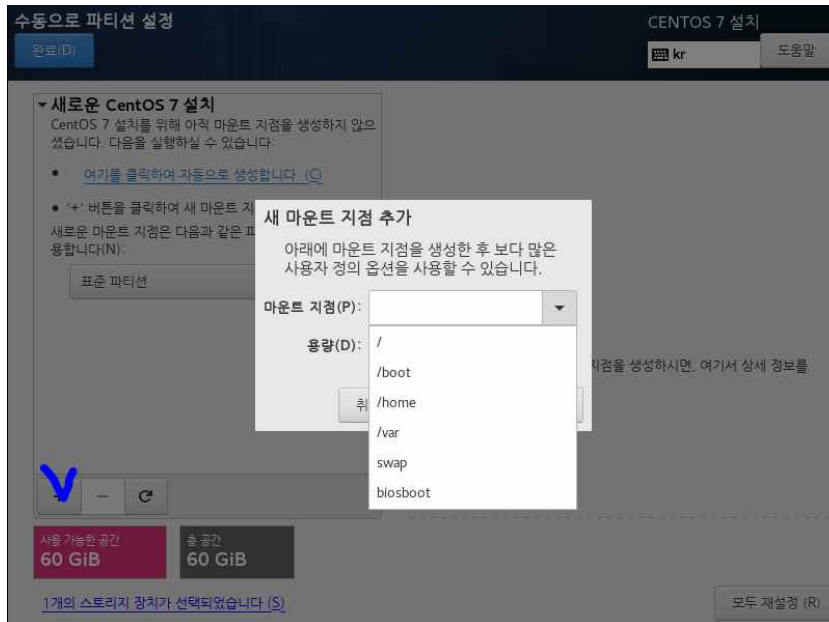 수동으로 파티션 설정
CENTOS 7 설치
완료(D)
kr
도움말
새로운 CentOS 7 설치
CentOS 7 설치를 위해 아직 마운트 지점을 생성하지 않으
셨습니다. 다음을 실행하실 수 있습니다:
여기를 클릭하여 자동으로 생성합니다. (C)
'+' 버튼을 클릭하여 새 마운트 지
새로운 마운트 지점은 다음과 같은 파
용합니다(N):
표준 파티션
새 마운트 지점 추가
아래에 마운트 지점을 생성한 후 보다 많은
사용자 정의 옵션을 사용할 수 있습니다.
마운트 지점(P):
용량(D):
/
/boot
/home
/var
swap
biosboot
취
지점을 생성하시면, 여기서 상세 정보를
+ −
사용 가능한 공간
60 GiB
총 공간
60 GiB
1개의 스토리지 장치가 선택되었습니다 (S)
모두 재설정 (R)